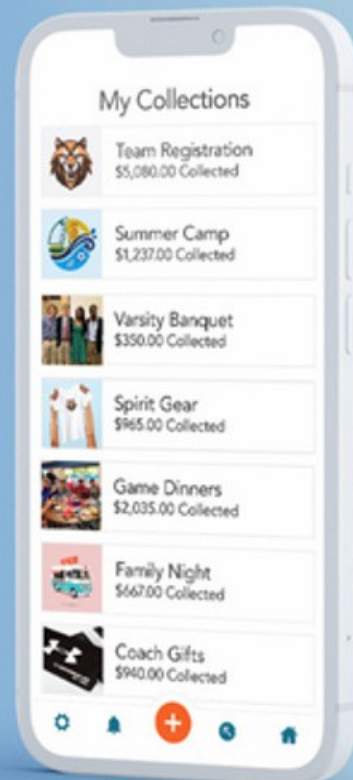 My Collections
Team Registration
$5,080.00 Collected
Summer Camp
$1,237.00 Collected
Varsity Banquet
$350.00 Collected
Spirit Gear
$965.00 Collected
Game Dinners
$2,035.00 Collected
Family Night
$667.00 Collected
Coach Gifts
$940.00 Collected